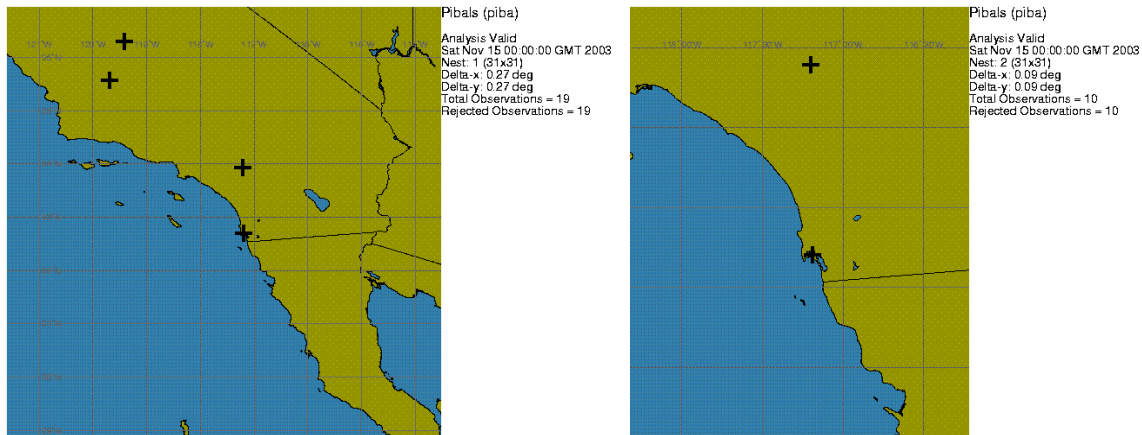 Pibals (piba)
Analysis Valid
Sat Nov 15 00:00:00 GMT 2003
Nest: 1 (31x31)
Delta-x: 0.27 deg
Delta-y: 0.27 deg
Total Observations = 19
Rejected Observations = 19
Pibals (piba)
Analysis Valid
Sat Nov 15 00:00:00 GMT 2003
Nest: 2 (31x31)
Delta-x: 0.09 deg
Delta-y: 0.09 deg
Total Observations = 10
Rejected Observations = 10